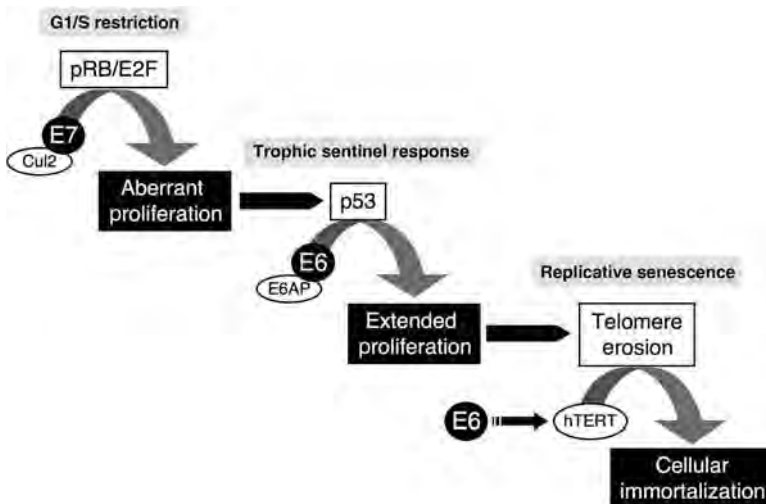 G1/S restriction
pRB/E2F
E7
Cul2
Aberrant
proliferation
Trophic sentinel response
p53
E6
E6AP
Extended
proliferation
Replicative senescence
Telomere
erosion
E6
hTERT
Cellular
immortalization